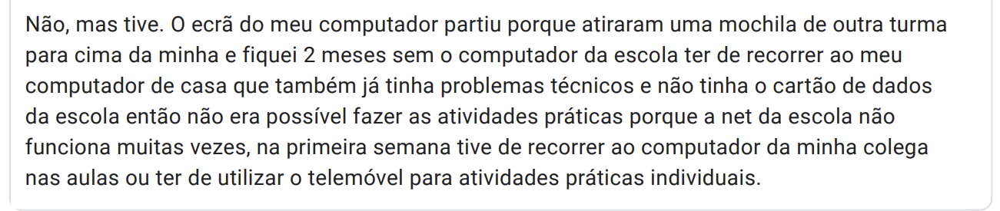 Não, mas tive. O ecrã do meu computador partiu porque atiraram uma mochila de outra turma
para cima da minha e fiquei 2 meses sem o computador da escola ter de recorrer ao meu
computador de casa que também já tinha problemas técnicos e não tinha o cartão de dados
da escola então não era possível fazer as atividades práticas porque a net da escola não
funciona muitas vezes, na primeira semana tive de recorrer ao computador da minha colega
nas aulas ou ter de utilizar o telemóvel para atividades práticas individuais.